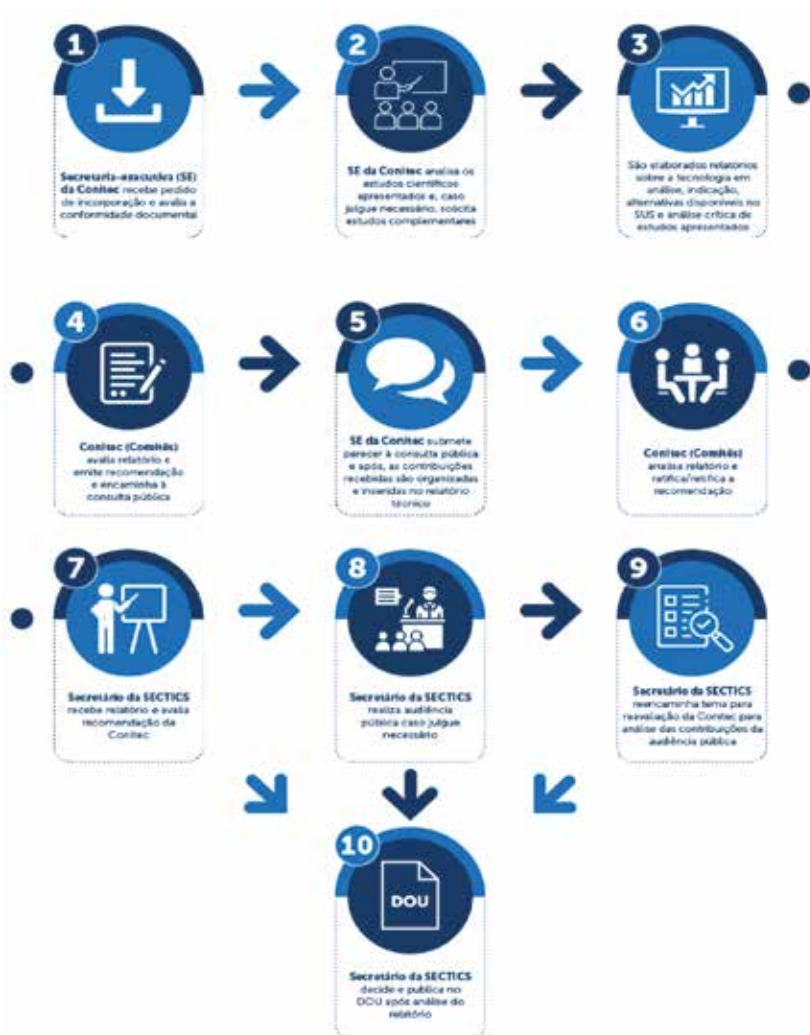 1
Secretaria-executiva (SE)
da Conitec recebe pedido
de incorporação e avalia a
conformidade documental
2
SE da Conitec analisa os
estudos científicos
apresentados e, caso
julgue necessário, solicita
estudos complementares
3
São elaborados relatórios
sobre a tecnologia em
análise, indicação,
alternativas disponíveis no
SUS e análise crítica de
estudos apresentados
4
Conitec (Comitês)
avalia relatório e
emite recomendação
e encaminha à
consulta pública
5
SE da Conitec submete
parecer à consulta pública
e após, as contribuições
recebidas são organizadas
e inseridas no relatório
técnico
6
Conitec (Comitês)
analisa relatório e
ratifica/retifica a
recomendação
7
Secretário da SECTICS
recebe relatório e avalia
recomendação da
Conitec
8
Secretário da SECTICS
realiza audiência
pública caso julgue
necessário
9
Secretário da SECTICS
reencaminha tema para
reavaliação da Conitec para
análise das contribuições da
audiência pública
10
DOU
Secretário da SECTICS
decide e publica no
DOU após análise do
relatório